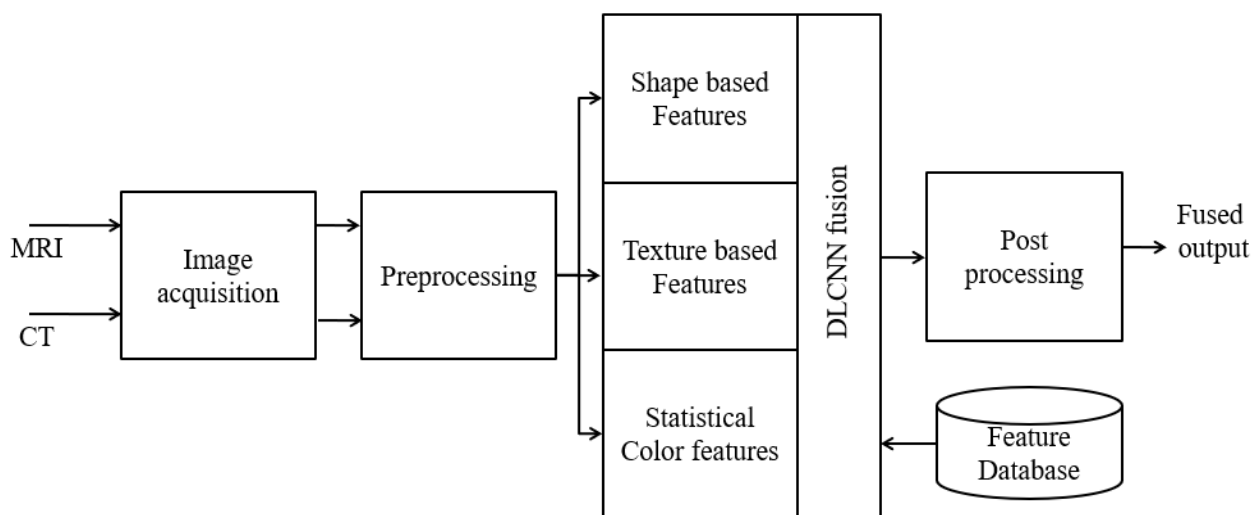 MRI
CT
Image
acquisition
Preprocessing
Shape based
Features
Texture based
Features
Statistical
Color features
DLCNN fusion
Post
processing
Fused
output
Feature
Database